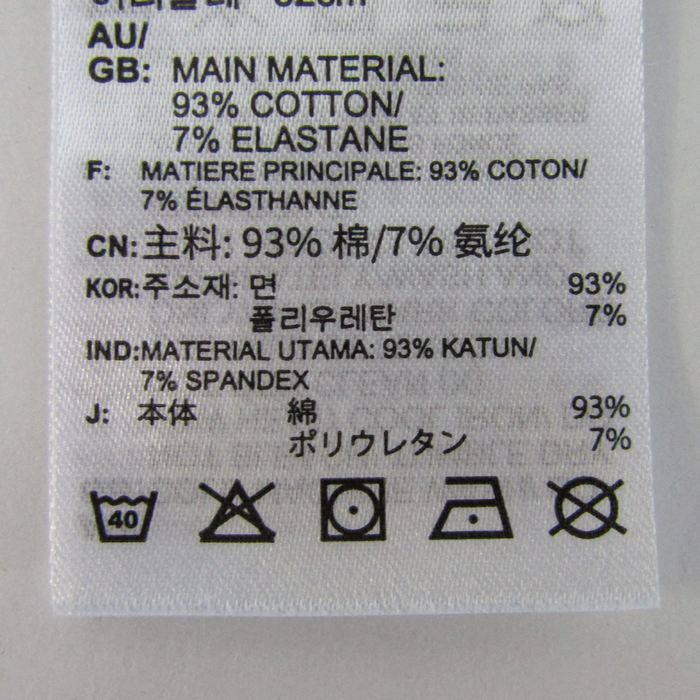 AU/
GB: MAIN MATERIAL:
93% COTTON/
7% ELASTANE
F: MATIERE PRINCIPALE: 93% COTON/
7% ÉLASTHANNE
CN: 主料: 93% 棉/7% 氨纶
KOR: 주소재: 면 93%
폴리우레탄 7%
IND: MATERIAL UTAMA: 93% KATUN/
7% SPANDEX
J: 本体 綿 93%
ポリウレタン 7%
40